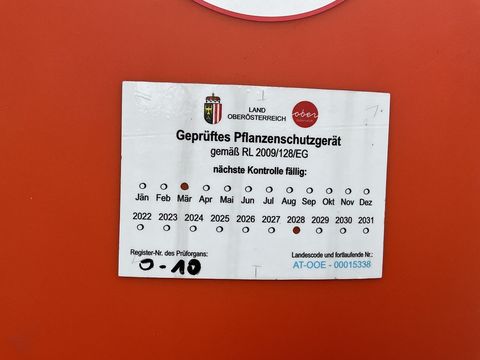 LAND
OBERÖSTERREICH
ober
Geprüftes Pflanzenschutzgerät
gemäß RL 2009/128/EG
nächste Kontrolle fällig:
Jän Feb Mär Apr Mai Jun Jul Aug Sep Okt Nov Dez
2022 2023 2024 2025 2026 2027 2028 2029 2030 2031
Register-Nr. des Prüforgans:
0-10
Landescode und fortlaufende Nr.:
AT-OOE - 00015338